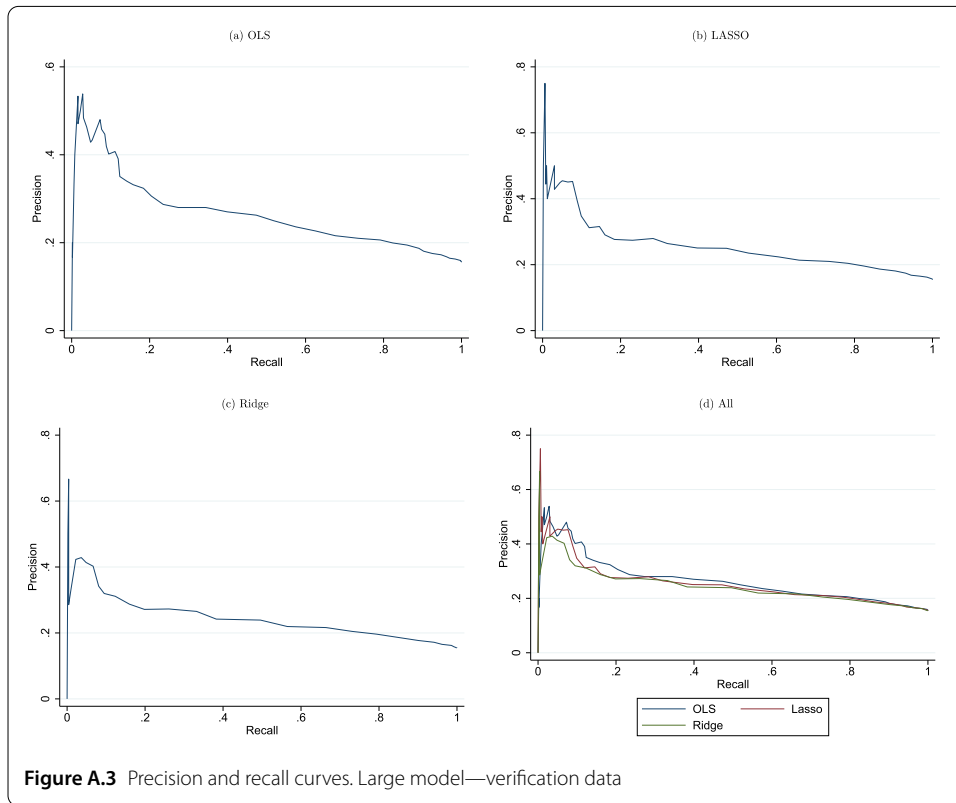 (a) OLS
.6
.4
.2
0
Precision
0 .2 .4 .6 .8 1
Recall
(b) LASSO
.8
.6
.4
.2
0
Precision
0 .2 .4 .6 .8 1
Recall
(c) Ridge
.8
.6
.4
.2
0
Precision
0 .2 .4 .6 .8 1
Recall
(d) All
.8
.6
.4
.2
0
Precision
0 .2 .4 .6 .8 1
Recall
OLS Lasso
Ridge
Figure A.3 Precision and recall curves. Large model—verification data